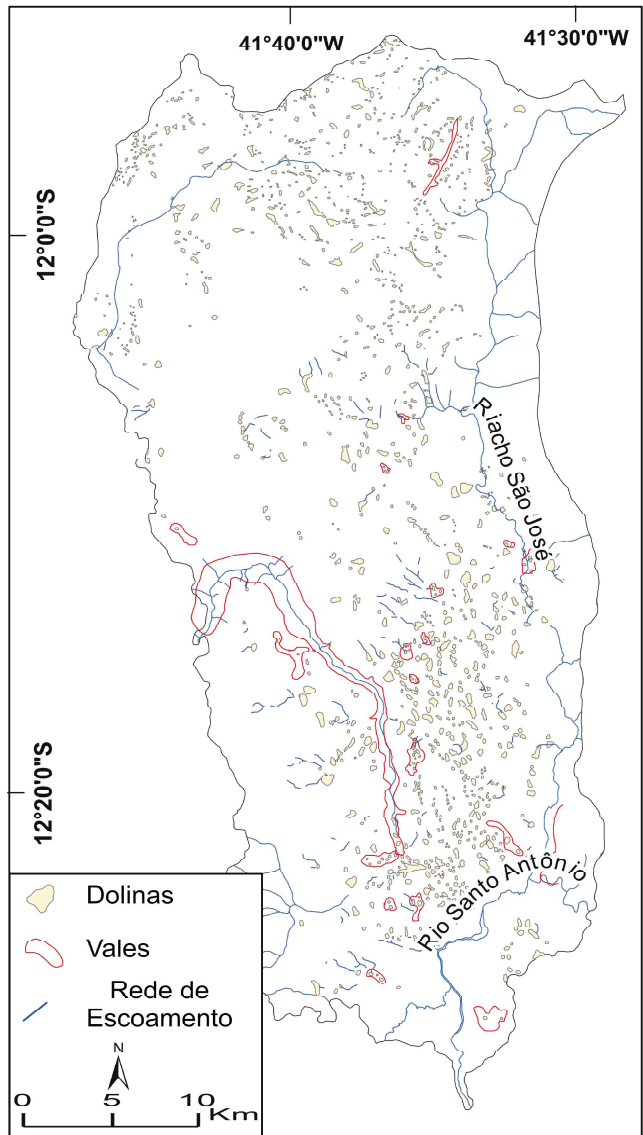 41°40'0"W
41°30'0"W
12°0'0"S
Riacho São José
12°20'0"S
Rio Santo Antônio
Dolinas
Vales
Rede de
Escoamento
N
0 5 10
Km